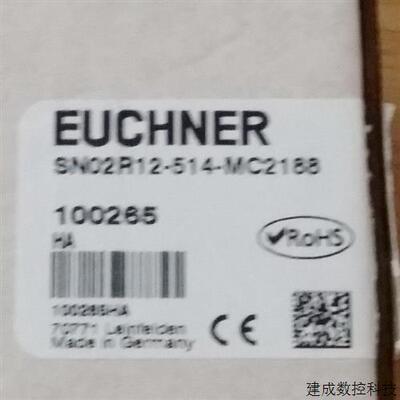 EUCHNER
SN02R12-514-MC2188
100265
HA
RoHS
100265HA
70771 Leinfelden
Made in Germany
CE
建成数控科技